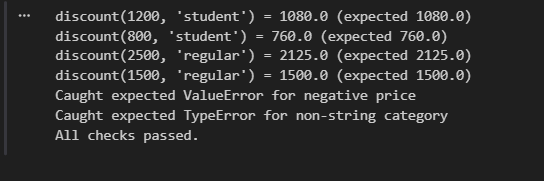 discount(1200, 'student') = 1080.0 (expected 1080.0)
discount(800, 'student') = 760.0 (expected 760.0)
discount(2500, 'regular') = 2125.0 (expected 2125.0)
discount(1500, 'regular') = 1500.0 (expected 1500.0)
Caught expected ValueError for negative price
Caught expected TypeError for non-string category
All checks passed.